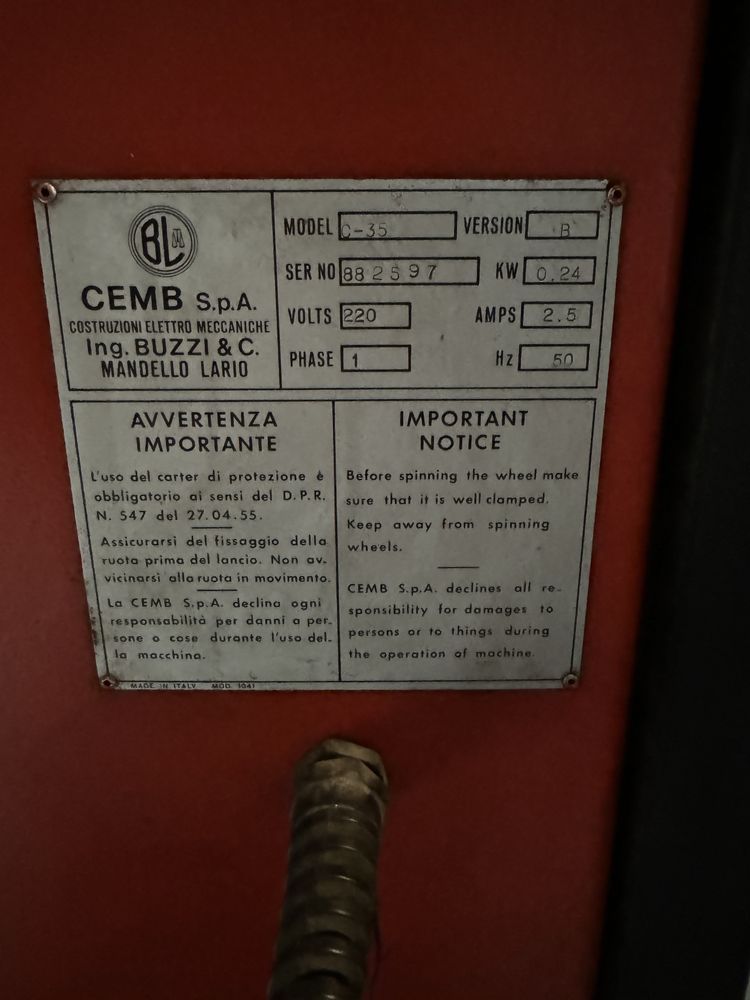 BL
CEMB S.p.A.
COSTRUZIONI ELETTRO MECCANICHE
Ing. BUZZI & C.
MANDELLO LARIO
MODEL C-35 VERSION B
SER NO 882597 KW 0.24
VOLTS 220 AMPS 2.5
PHASE 1 Hz 50
AVVERTENZA
IMPORTANTE
L'uso del carter di protezione è
obbligatorio ai sensi del D.P.R.
N. 547 del 27.04.55.
Assicurarsi del fissaggio della
ruota prima del lancio. Non av-
vicinarsi alla ruota in movimento.
La CEMB S.p.A. declina ogni
responsabilità per danni a per-
sone o cose durante l'uso del-
la macchina.
IMPORTANT
NOTICE
Before spinning the wheel make
sure that it is well clamped.
Keep away from spinning
wheels.
CEMB S.p.A. declines all re-
sponsibility for damages to
persons or to things during
the operation of machine.
MADE IN ITALY MOD. 1041